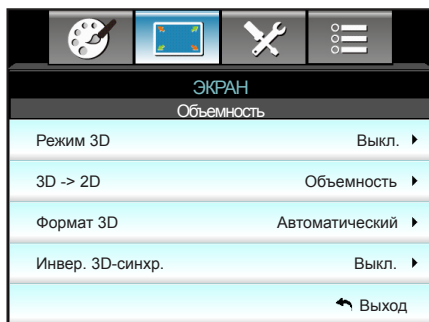 ЭКРАН
Объемность
Режим 3D Выкл.
3D -> 2D Объемность
Формат 3D Автоматический
Инвер. 3D-синхр. Выкл.
Выход